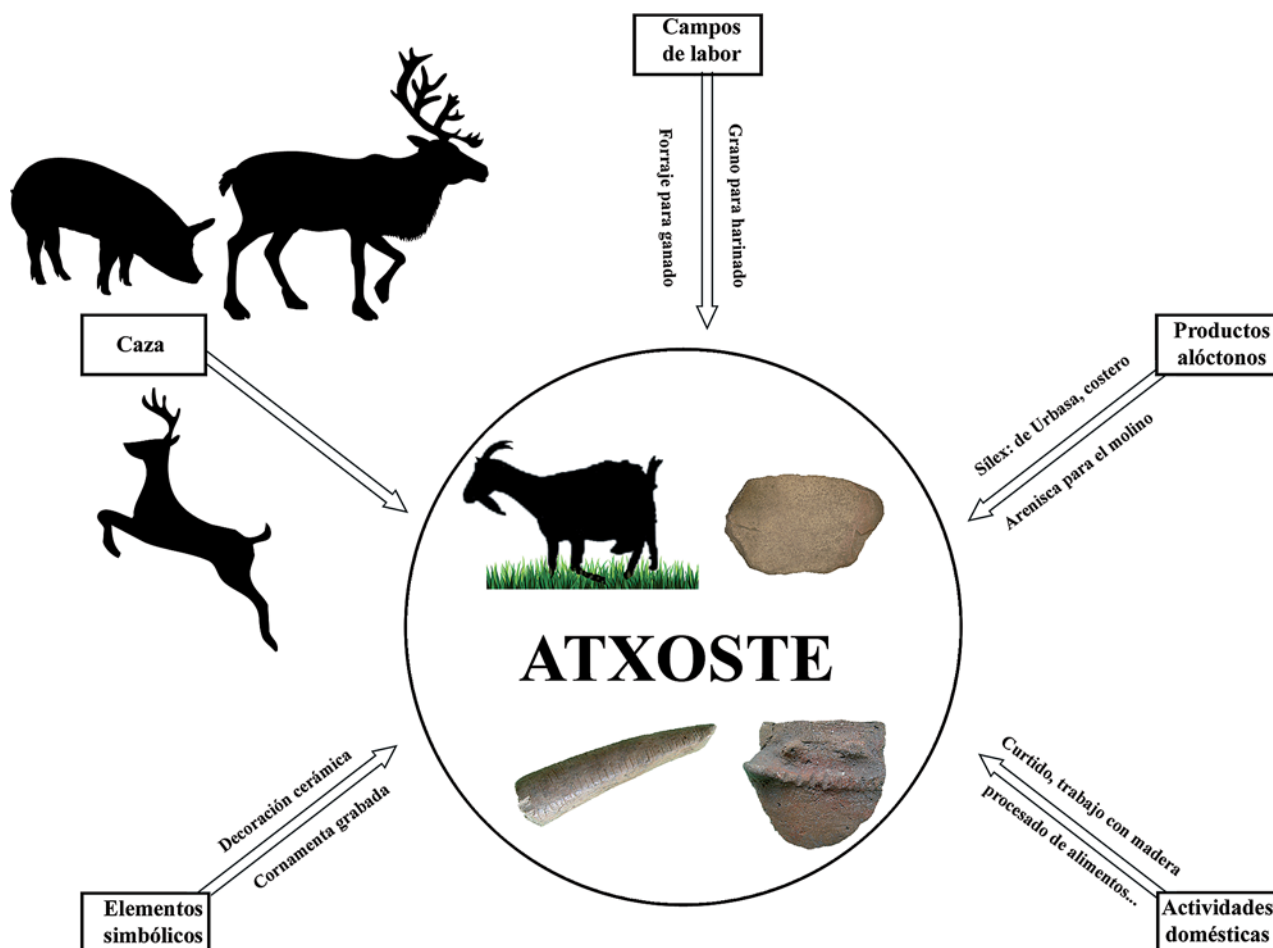 Campos
de labor
Forraje para ganado
Grano para harinado
Caza
Productos
alóctonos
Sílex: de Urbasa, costero
Arenisca para el molino
ATXOSTE
Decoración cerámica
Cornamenta grabada
Elementos
simbólicos
Curtido, trabajo con madera
procesado de alimentos...
Actividades
domésticas